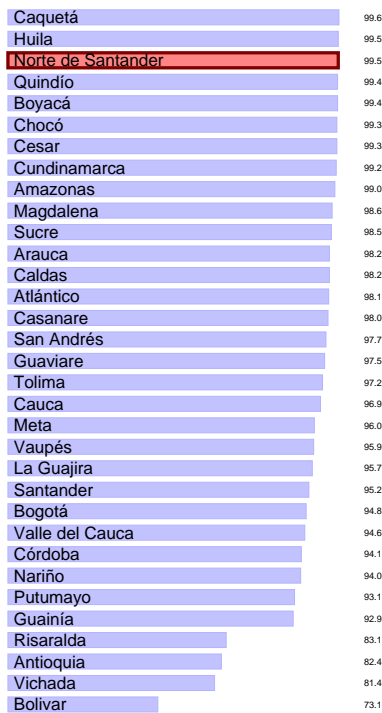 Caquetá 99.6
Huila 99.5
Norte de Santander 99.5
Quindío 99.4
Boyacá 99.4
Chocó 99.3
Cesar 99.3
Cundinamarca 99.2
Amazonas 99.0
Magdalena 98.6
Sucre 98.5
Arauca 98.2
Caldas 98.2
Atlántico 98.1
Casanare 98.0
San Andrés 97.7
Guaviare 97.5
Tolima 97.2
Cauca 96.9
Meta 96.0
Vaupés 95.9
La Guajira 95.7
Santander 95.2
Bogotá 94.8
Valle del Cauca 94.6
Córdoba 94.1
Nariño 94.0
Putumayo 93.1
Guainía 92.9
Risaralda 83.1
Antioquia 82.4
Vichada 81.4
Bolivar 73.1